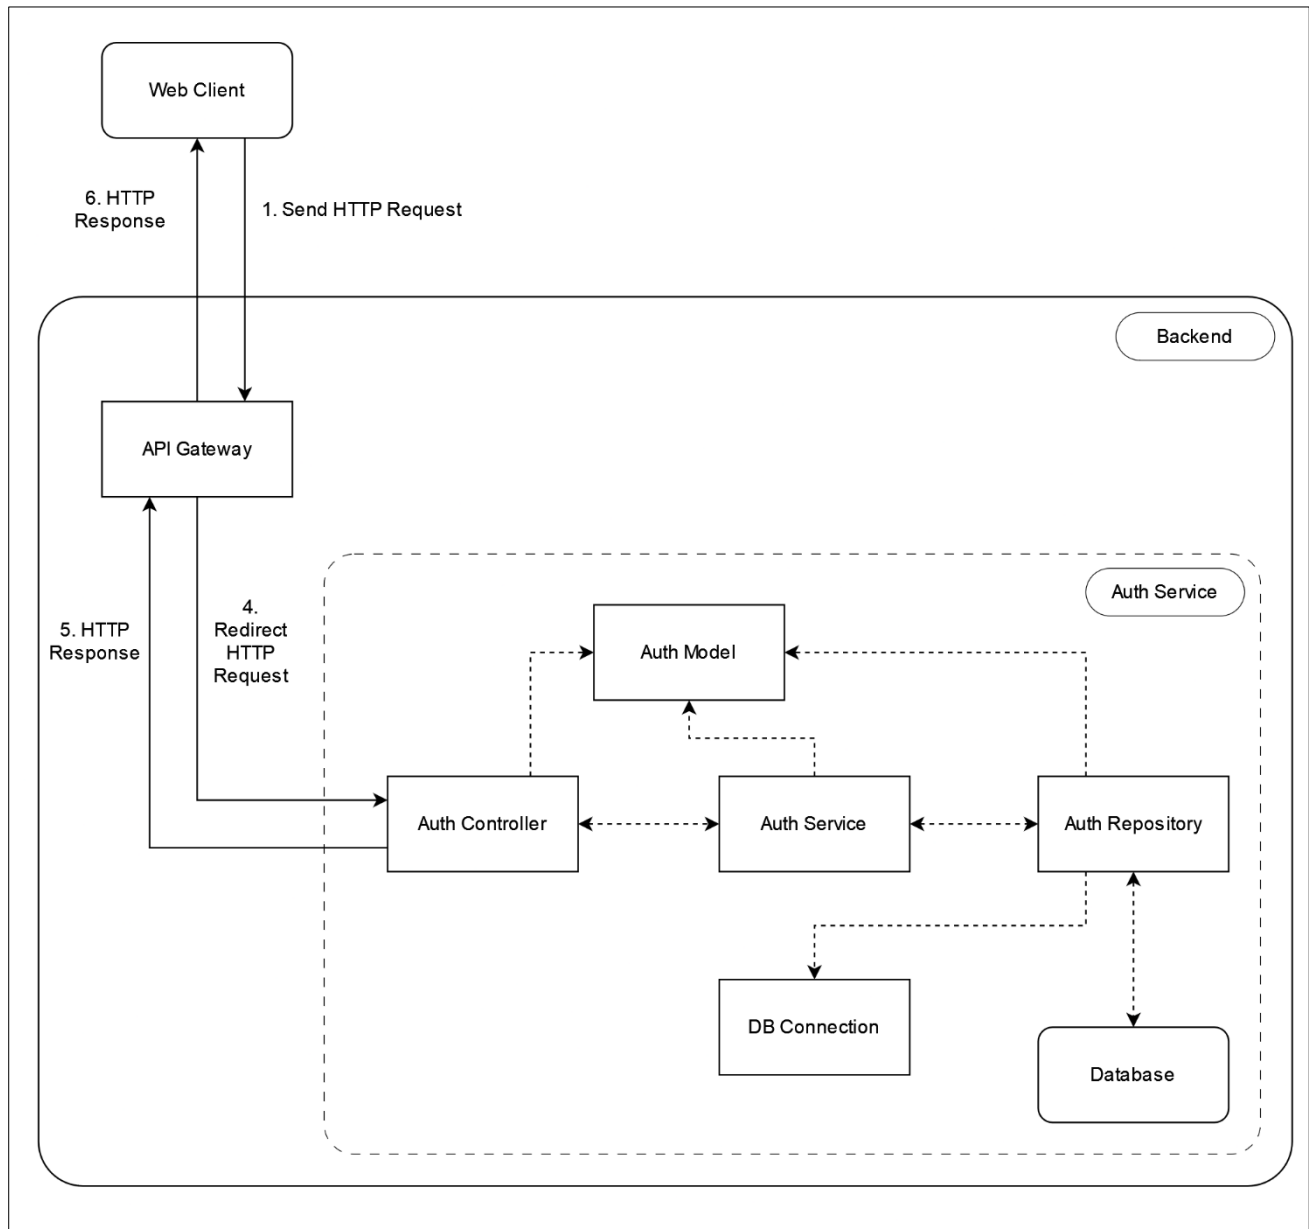 Web Client
6. HTTP
Response
1. Send HTTP Request
Backend
API Gateway
5. HTTP
Response
4.
Redirect
HTTP
Request
Auth Service
Auth Model
Auth Controller
Auth Service
Auth Repository
DB Connection
Database